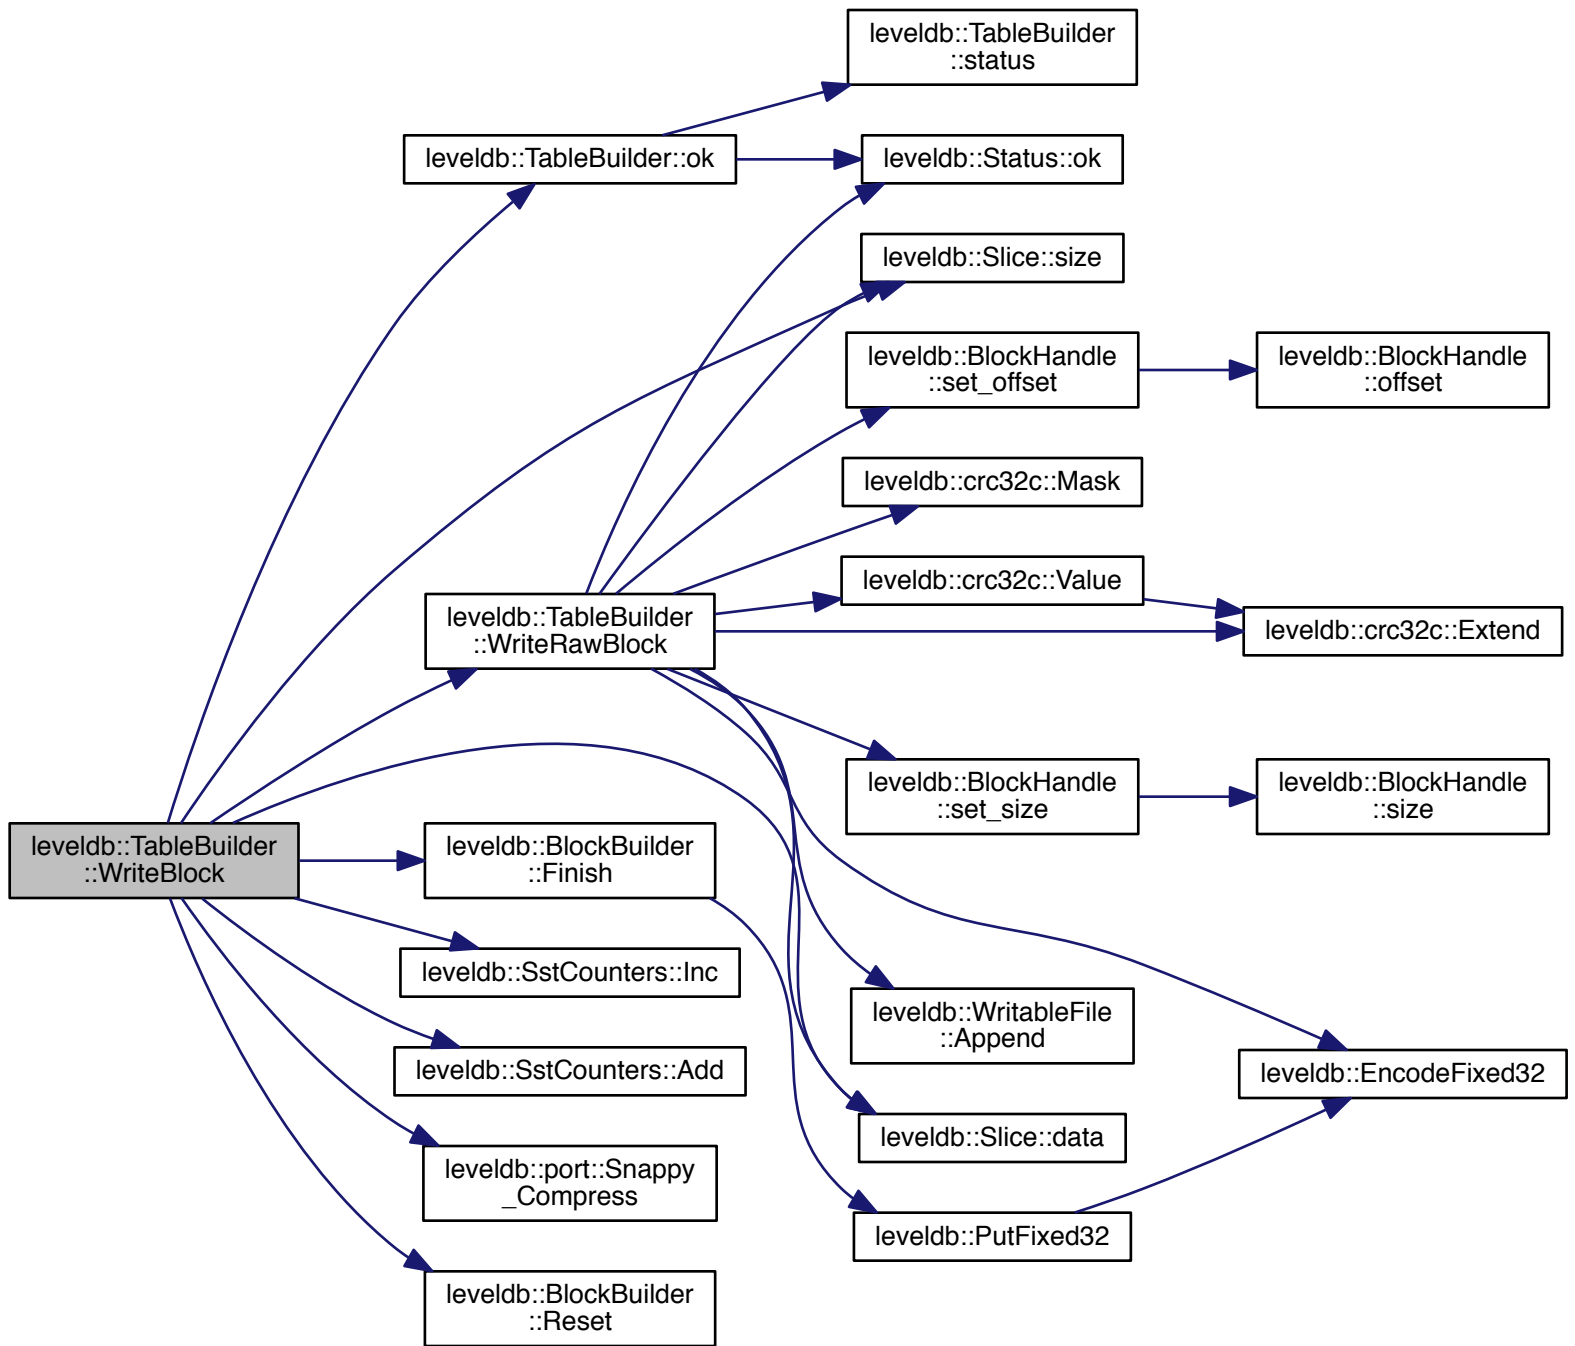 leveldb::TableBuilder
::status
leveldb::TableBuilder::ok
leveldb::Status::ok
leveldb::Slice::size
leveldb::BlockHandle
::set_offset
leveldb::BlockHandle
::offset
leveldb::crc32c::Mask
leveldb::crc32c::Value
leveldb::TableBuilder
::WriteRawBlock
leveldb::crc32c::Extend
leveldb::BlockHandle
::set_size
leveldb::BlockHandle
::size
leveldb::TableBuilder
::WriteBlock
leveldb::BlockBuilder
::Finish
leveldb::SstCounters::Inc
leveldb::WritableFile
::Append
leveldb::SstCounters::Add
leveldb::EncodeFixed32
leveldb::Slice::data
leveldb::port::Snappy
_Compress
leveldb::PutFixed32
leveldb::BlockBuilder
::Reset